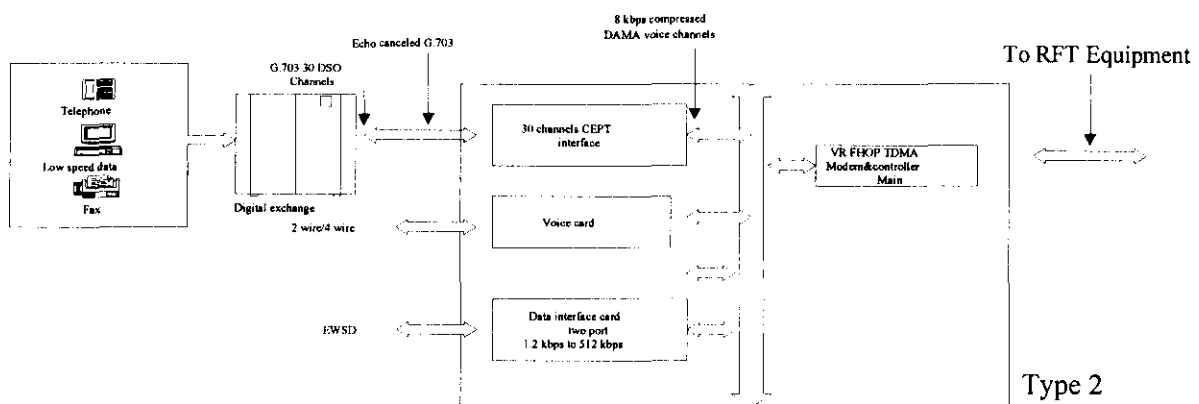 8 kbps compressed
DAMA voice channels
Echo canceled G.703
To RFT Equipment
G.703 30 DSO
Channels
Telephone
Low speed data
Fax
Digital exchange
30 channels CEPT
interface
VR FHOP TDMA
Modem&controller
Main
2 wire/4 wire
Voice card
EWSD
Data interface card
two port
1.2 kbps to 512 kbps
Type 2